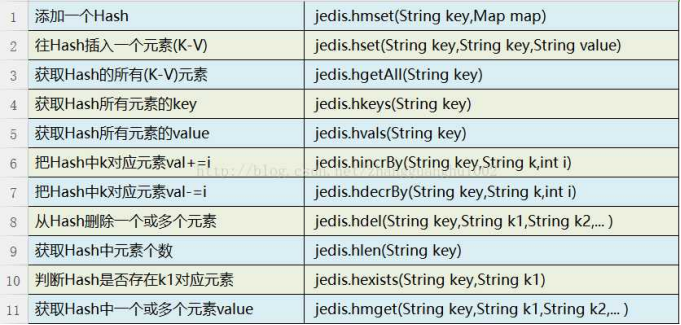 1 添加一个Hash jedis.hmset(String key,Map map)
2 往Hash插入一个元素(K-V) jedis.hset(String key,String key,String value)
3 获取Hash的所有(K-V)元素 jedis.hgetAll(String key)
4 获取Hash所有元素的key jedis.hkeys(String key)
5 获取Hash所有元素的value jedis.hvals(String key)
6 把Hash中k对应元素val+=i jedis.hincrBy(String key,String k,int i)
7 把Hash中k对应元素val-=i jedis.hdecrBy(String key,String k,int i)
8 从Hash删除一个或多个元素 jedis.hdel(String key,String k1,String k2,... )
9 获取Hash中元素个数 jedis.hlen(String key)
10 判断Hash是否存在k1对应元素 jedis.hexists(String key,String k1)
11 获取Hash中一个或多个元素value jedis.hmget(String key,String k1,String k2,... )